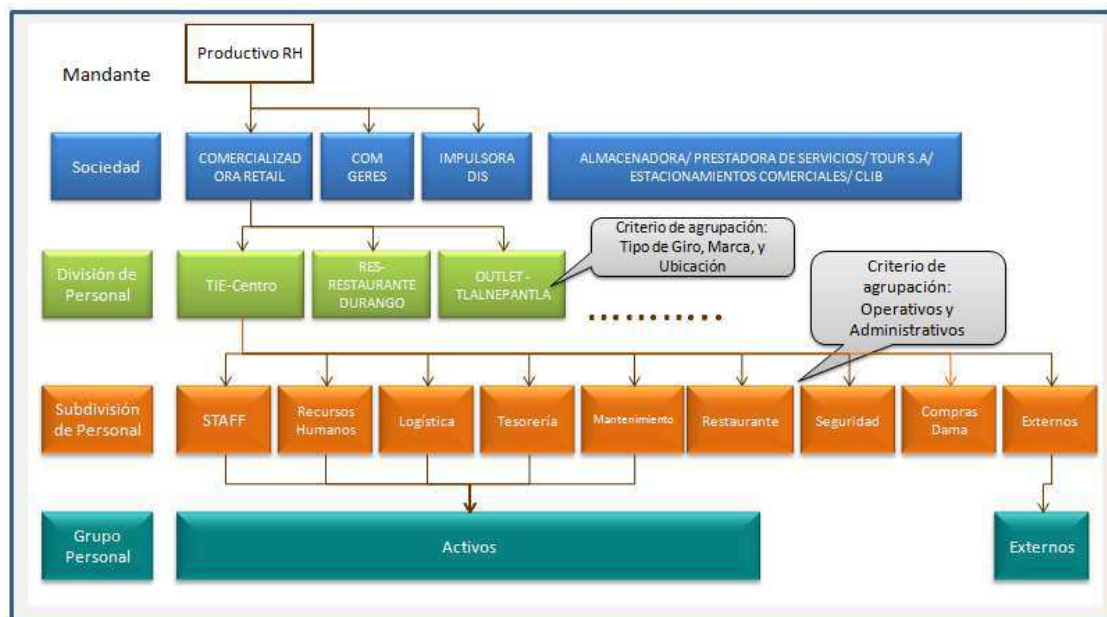 Productivo RH
Mandante
Sociedad
COMERCIALIZAD
ORA RETAIL
COM
GERES
IMPULSORA
DIS
ALMACENADORA/ PRESTADORA DE SERVICIOS/ TOUR S.A/
ESTACIONAMIENTOS COMERCIALES/ CLIB
Criterio de agrupación:
Tipo de Giro, Marca, y
Ubicación
División de
Personal
TIE-Centro
RES-
RESTAURANTE
DURANGO
OUTLET -
TLALNEPANTLA
Criterio de
agrupación:
Operativos y
Administrativos
Subdivisión
de Personal
STAFF
Recursos
Humanos
Logística
Tesorería
Mantenimiento
Restaurante
Seguridad
Compras
Dama
Externos
Grupo
Personal
Activos
Externos